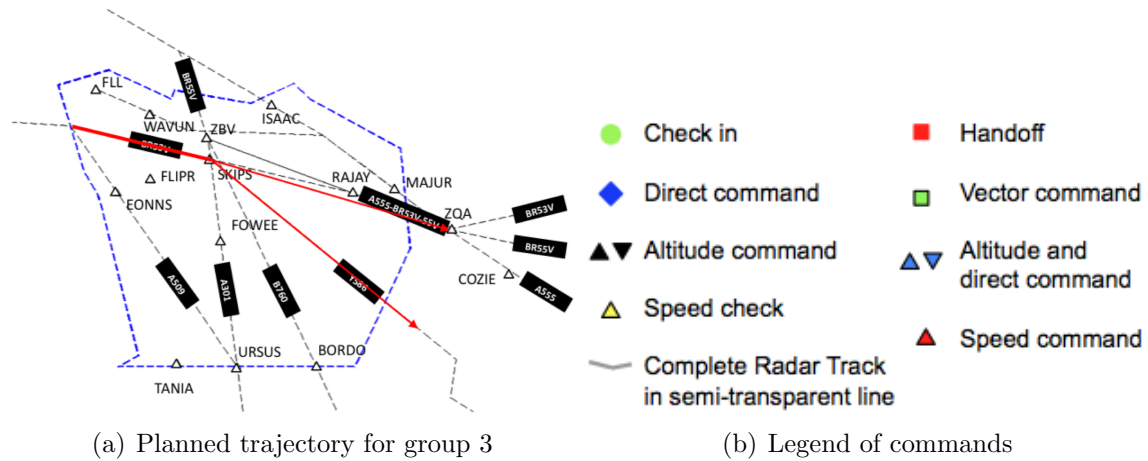 FLL
BR55V
ISAAC
WAVUN
ZBV
BR53V
SKIPS
FLIPR
RAJAY
MAJUR
EONNS
A555-BR53V-55V
ZQA
BR53V
FOWEE
BR55V
COZIE
A555
A509
A301
B760
Y586
URSUS
BORDO
TANIA
Check in
Handoff
Direct command
Vector command
Altitude command
Altitude and
direct command
Speed check
Speed command
Complete Radar Track
in semi-transparent line
(a) Planned trajectory for group 3
(b) Legend of commands